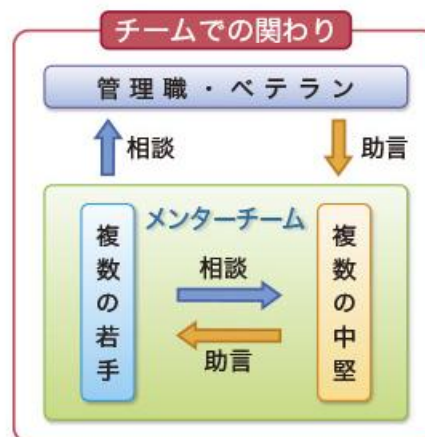 チームでの関わり
管理職・ベテラン
相談
助言
メンターチーム
複数の若手
相談
助言
複数の中堅